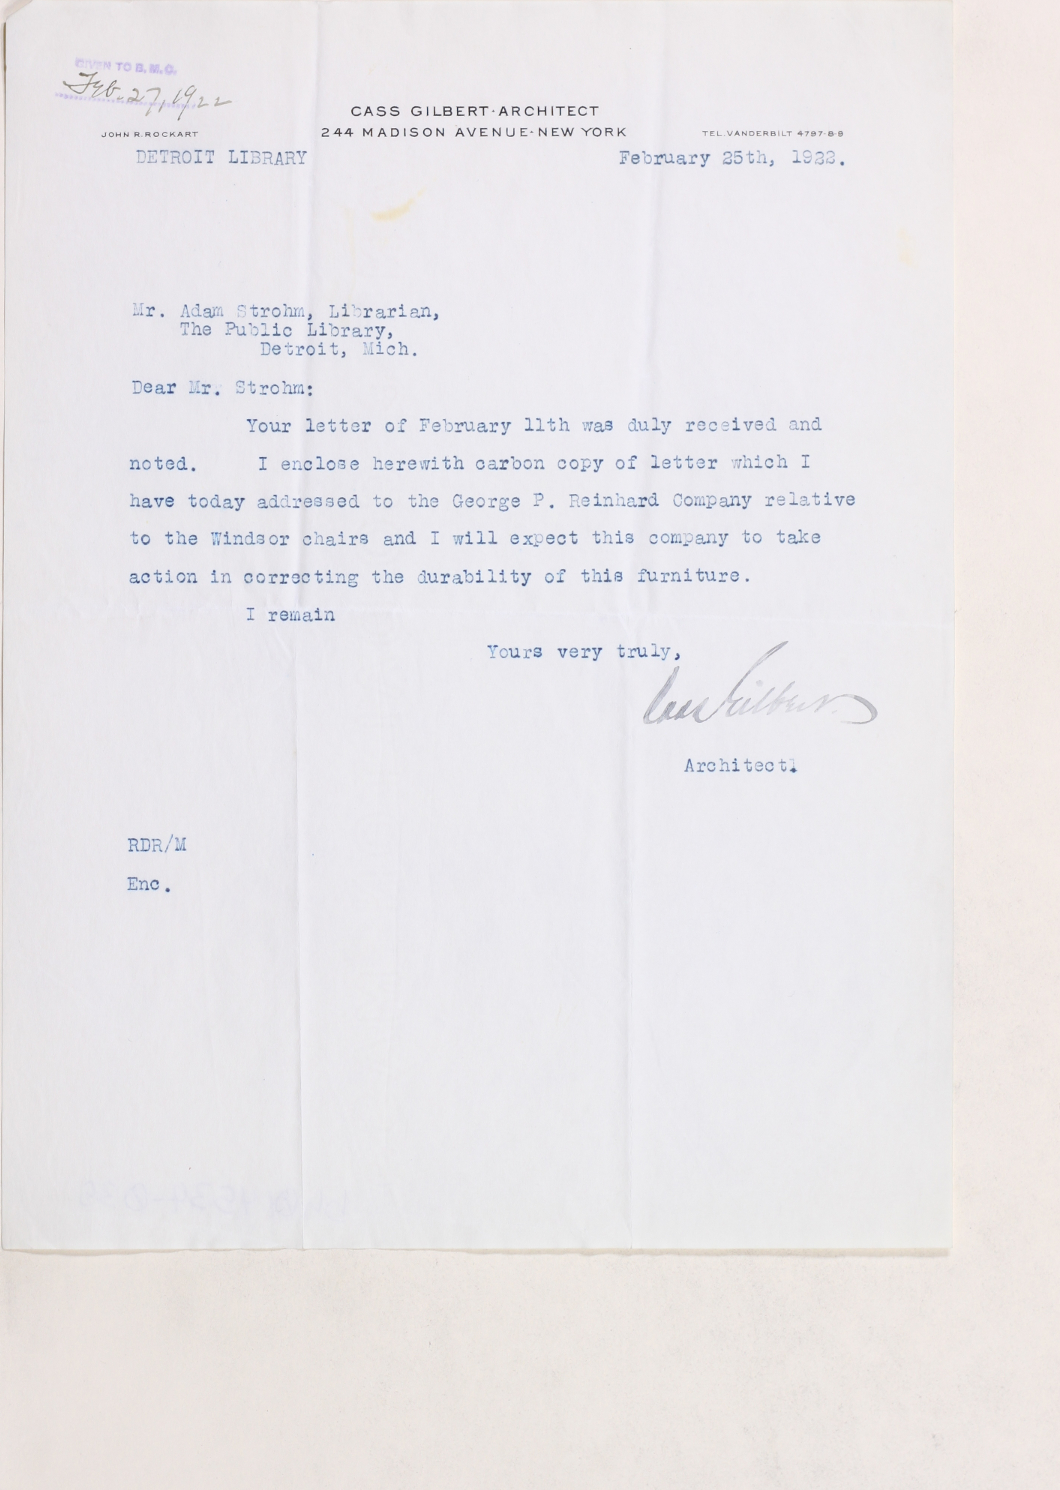 GIVEN TO B. M. C.
Feb. 27, 1922
CASS GILBERT·ARCHITECT
JOHN R. ROCKART
244 MADISON AVENUE·NEW YORK
TEL. VANDERBILT 4797-8-9
DETROIT LIBRARY
February 25th, 1922.
Mr. Adam Strohm, Librarian,
The Public Library,
Detroit, Mich.
Dear Mr. Strohm:
Your letter of February 11th was duly received and
noted. I enclose herewith carbon copy of letter which I
have today addressed to the George P. Reinhard Company relative
to the Windsor chairs and I will expect this company to take
action in correcting the durability of this furniture.
I remain
Yours very truly,
Cass Gilbert
Architect.
RDR/M
Enc.